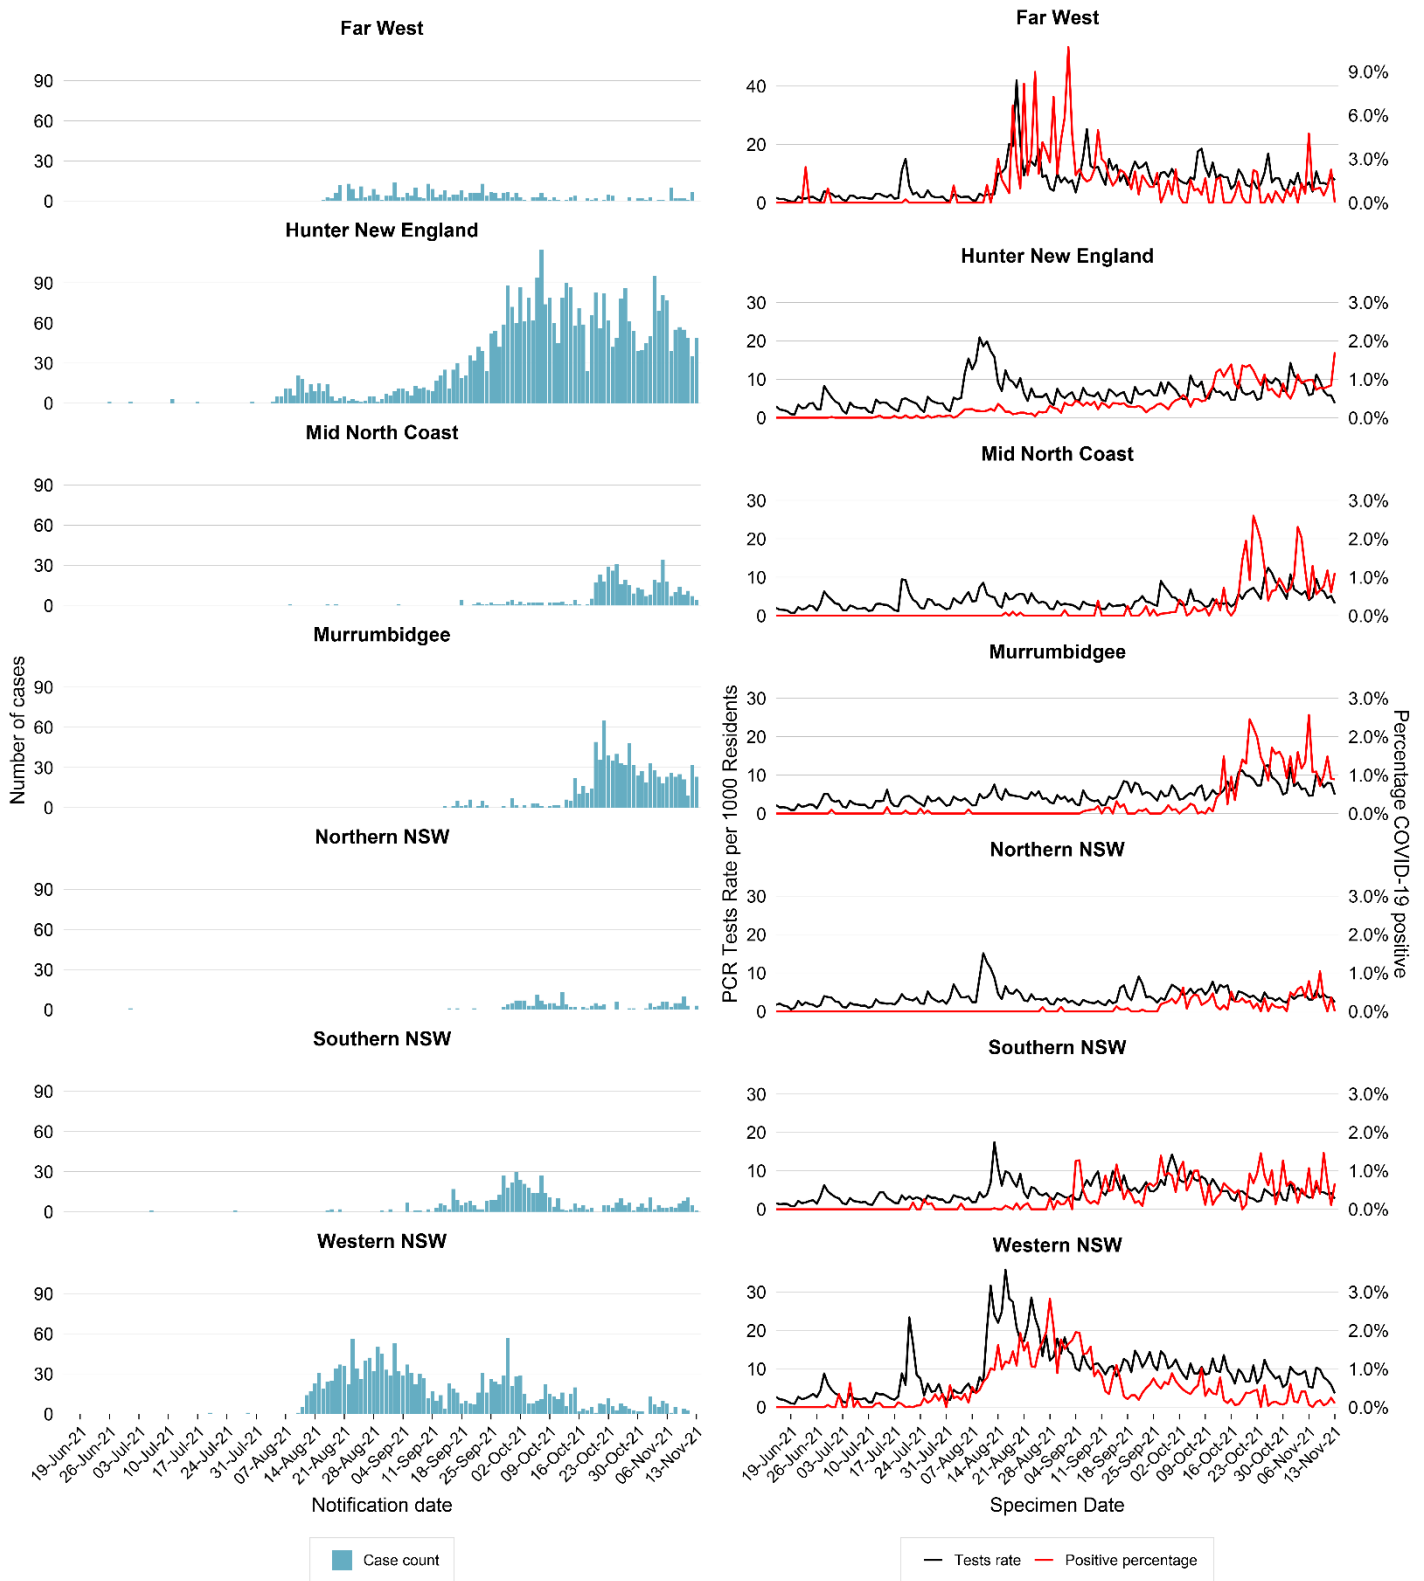 Far West
90
60
30
0
Hunter New England
90
60
30
0
Mid North Coast
90
60
30
0
Murrumbidgee
90
60
30
0
Northern NSW
90
60
30
0
Southern NSW
90
60
30
0
Western NSW
90
60
30
0
Number of cases
19-Jun-21
26-Jun-21
03-Jul-21
10-Jul-21
17-Jul-21
24-Jul-21
31-Jul-21
07-Aug-21
14-Aug-21
21-Aug-21
28-Aug-21
04-Sep-21
11-Sep-21
18-Sep-21
25-Sep-21
02-Oct-21
09-Oct-21
16-Oct-21
23-Oct-21
30-Oct-21
06-Nov-21
13-Nov-21
Notification date
Case count
Far West
40
20
0
9.0%
6.0%
3.0%
0.0%
Hunter New England
30
20
10
0
3.0%
2.0%
1.0%
0.0%
Mid North Coast
30
20
10
0
3.0%
2.0%
1.0%
0.0%
Murrumbidgee
30
20
10
0
3.0%
2.0%
1.0%
0.0%
Northern NSW
30
20
10
0
3.0%
2.0%
1.0%
0.0%
Southern NSW
30
20
10
0
3.0%
2.0%
1.0%
0.0%
Western NSW
30
20
10
0
3.0%
2.0%
1.0%
0.0%
PCR Tests Rate per 1000 Residents
Percentage COVID-19 positive
19-Jun-21
26-Jun-21
03-Jul-21
10-Jul-21
17-Jul-21
24-Jul-21
31-Jul-21
07-Aug-21
14-Aug-21
21-Aug-21
28-Aug-21
04-Sep-21
11-Sep-21
18-Sep-21
25-Sep-21
02-Oct-21
09-Oct-21
16-Oct-21
23-Oct-21
30-Oct-21
06-Nov-21
13-Nov-21
Specimen Date
Tests rate
Positive percentage